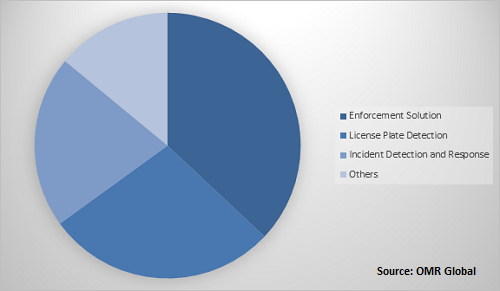 Enforcement Solution
License Plate Detection
Incident Detection and Response
Others
Source: OMR Global